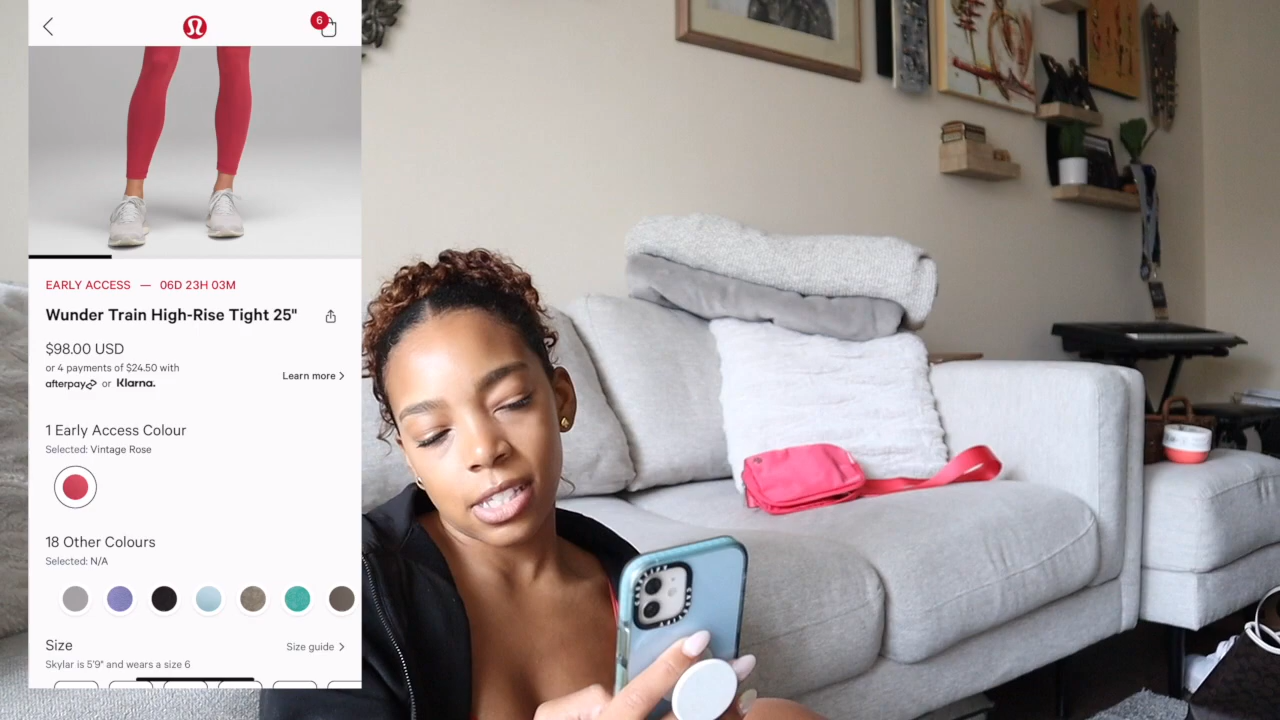 6
EARLY ACCESS — 06D 23H 03M
Wunder Train High-Rise Tight 25"
$98.00 USD
or 4 payments of $24.50 with
afterpay or Klarna.
Learn more
1 Early Access Colour
Selected: Vintage Rose
18 Other Colours
Selected: N/A
Size
Size guide
Skylar is 5'9" and wears a size 6